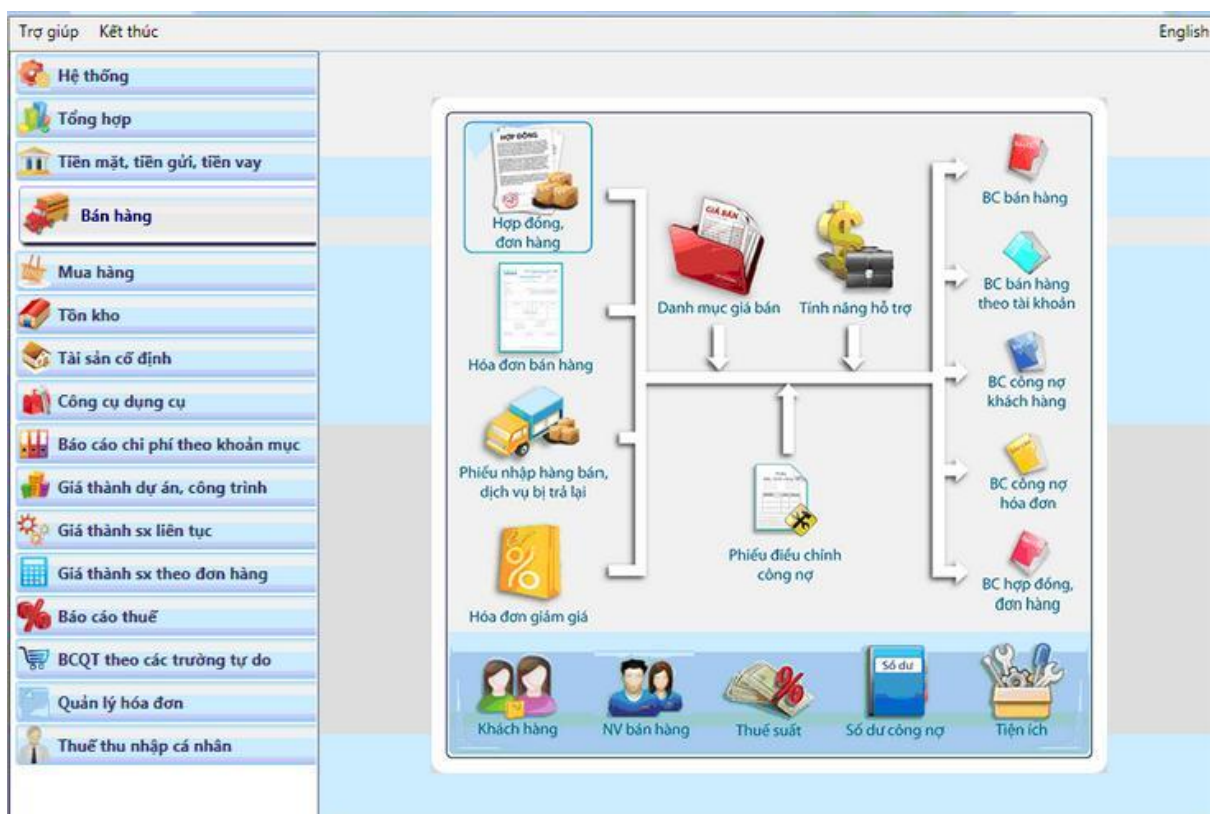 Trợ giúp Kết thúc English
Hệ thống
Tổng hợp
Tiền mặt, tiền gửi, tiền vay
Bán hàng
Mua hàng
Tồn kho
Tài sản cố định
Công cụ dụng cụ
Báo cáo chi phí theo khoản mục
Giá thành dự án, công trình
Giá thành sx liên tục
Giá thành sx theo đơn hàng
Báo cáo thuế
BCQT theo các trường tự do
Quản lý hóa đơn
Thuế thu nhập cá nhân
HỢP ĐỒNG
Hợp đồng,
đơn hàng
Hóa đơn bán hàng
Phiếu nhập hàng bán,
dịch vụ bị trả lại
Hóa đơn giảm giá
GIÁ BÁN
Danh mục giá bán
Tính năng hỗ trợ
Phiếu điều chỉnh
công nợ
BC bán hàng
BC bán hàng
theo tài khoản
BC công nợ
khách hàng
BC công nợ
hóa đơn
BC hợp đồng,
đơn hàng
Khách hàng
NV bán hàng
Thuế suất
Số dư
Số dư công nợ
Tiện ích